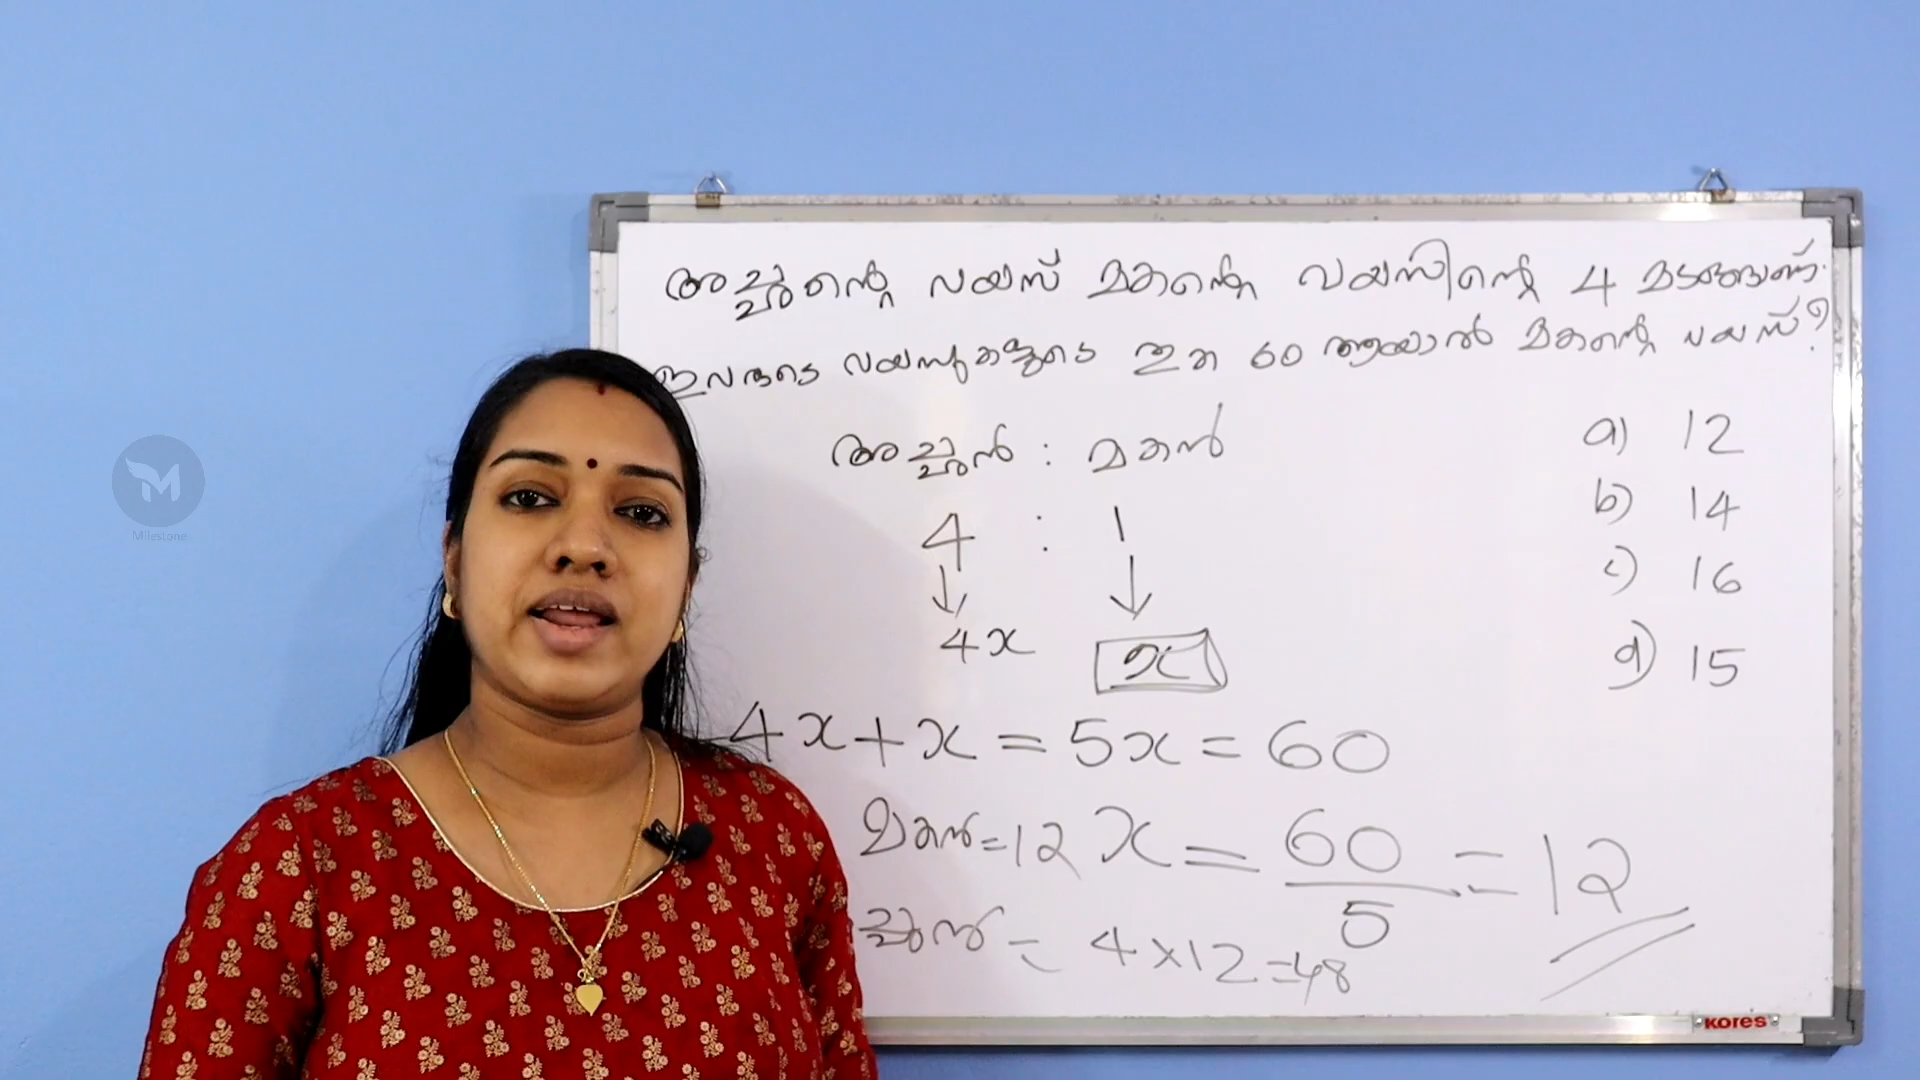 അച്ഛന്റെ വയസ് മകന്റെ വയസിന്റെ 4 മടങ്ങാണ്.
ഇവരുടെ വയസുകളുടെ തുക 60 ആയാൽ മകന്റെ വയസ്?
അച്ഛൻ : മകൻ
4 : 1
4x x
4x + x = 5x = 60
മകൻ = 12 x = 60/5 = 12
ച്ഛൻ = 4 × 12 = 48
a) 12
b) 14
c) 16
d) 15
KORES
M
Milestone